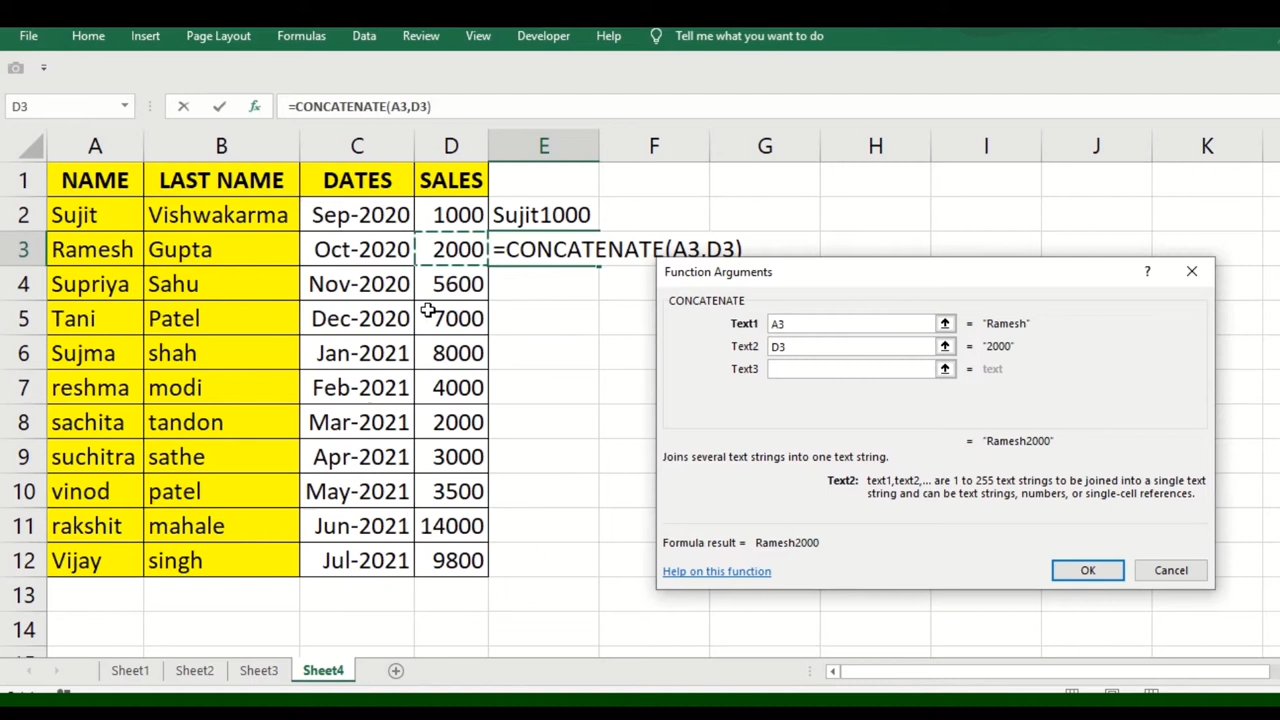 File Home Insert Page Layout Formulas Data Review View Developer Help Tell me what you want to do
D3 fx =CONCATENATE(A3,D3)
A B C D E F G H I J K
1 NAME LAST NAME DATES SALES
2 Sujit Vishwakarma Sep-2020 1000 Sujit1000
3 Ramesh Gupta Oct-2020 2000 =CONCATENATE(A3,D3)
4 Supriya Sahu Nov-2020 5600
5 Tani Patel Dec-2020 7000
6 Sujma shah Jan-2021 8000
7 reshma modi Feb-2021 4000
8 sachita tandon Mar-2021 2000
9 suchitra sathe Apr-2021 3000
10 vinod patel May-2021 3500
11 rakshit mahale Jun-2021 14000
12 Vijay singh Jul-2021 9800
13
14
Function Arguments ?
CONCATENATE
Text1 A3 = "Ramesh"
Text2 D3 = "2000"
Text3 = text
= "Ramesh2000"
Joins several text strings into one text string.
Text2: text1,text2,... are 1 to 255 text strings to be joined into a single text
string and can be text strings, numbers, or single-cell references.
Formula result = Ramesh2000
Help on this function OK Cancel
Sheet1 Sheet2 Sheet3 Sheet4